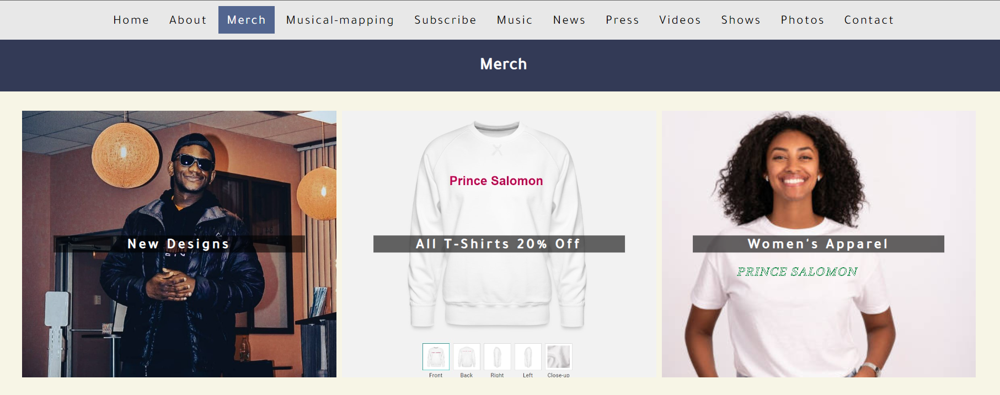 Home About Merch Musical-mapping Subscribe Music News Press Videos Shows Photos Contact
Merch
New Designs
Prince Salomon
All T-Shirts 20% Off
Front Back Right Left Close-up
Women's Apparel
PRINCE SALOMON